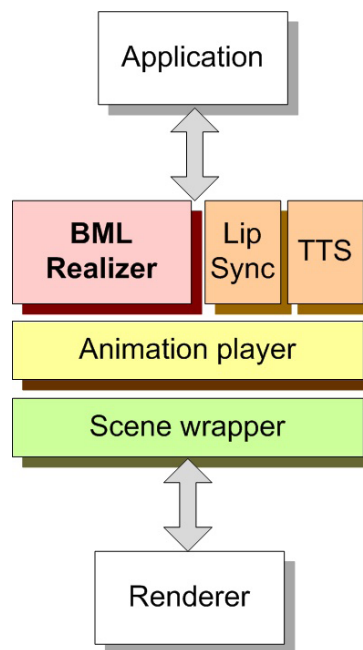 Application
BML
Realizer
Lip
Sync
TTS
Animation player
Scene wrapper
Renderer